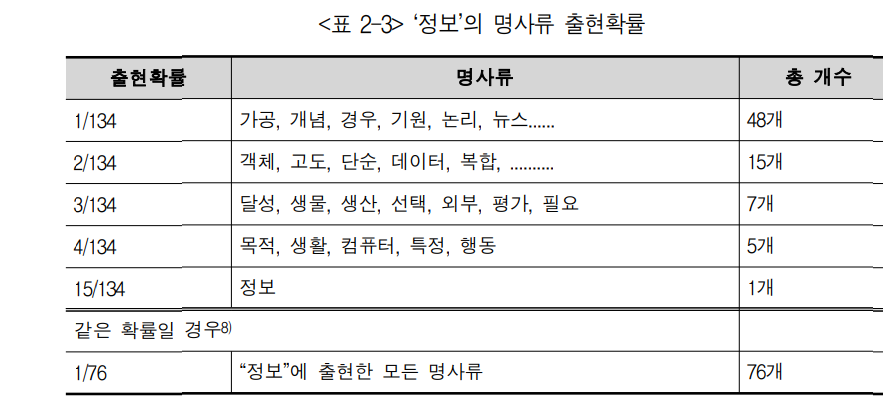 <표 2-3> ‘정보’의 명사류 출현확률
출현확률 명사류 총 개수
1/134 가공, 개념, 경우, 기원, 논리, 뉴스...... 48개
2/134 객체, 고도, 단순, 데이터, 복합, .......... 15개
3/134 달성, 생물, 생산, 선택, 외부, 평가, 필요 7개
4/134 목적, 생활, 컴퓨터, 특정, 행동 5개
15/134 정보 1개
같은 확률일 경우8)
1/76 “정보”에 출현한 모든 명사류 76개